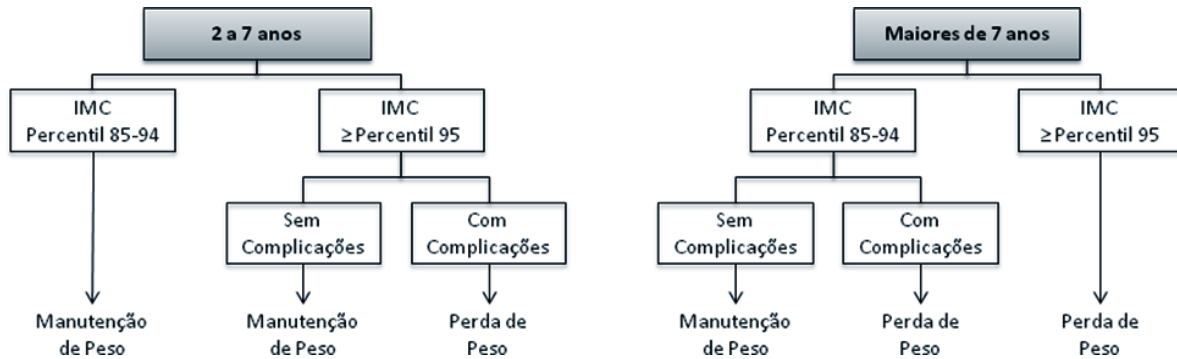 2 a 7 anos
IMC
Percentil 85-94
IMC
≥ Percentil 95
Sem
Complicações
Com
Complicações
Manutenção
de Peso
Manutenção
de Peso
Perda de
Peso
Maiores de 7 anos
IMC
Percentil 85-94
IMC
≥ Percentil 95
Sem
Complicações
Com
Complicações
Manutenção
de Peso
Perda de
Peso
Perda de
Peso